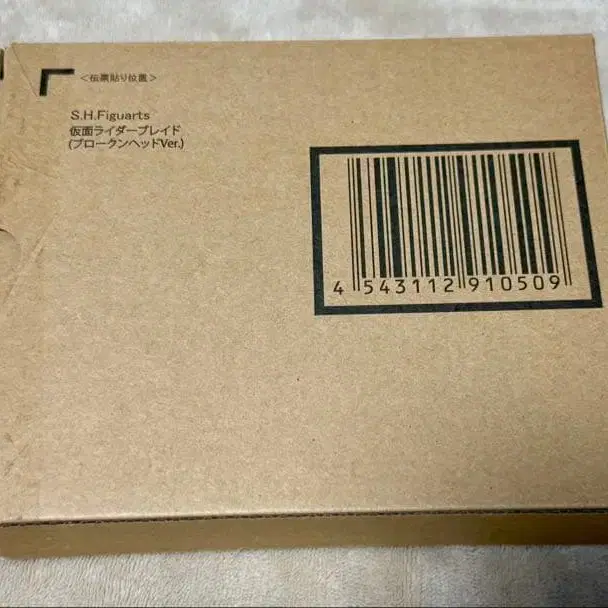 <伝票貼り位置>
S.H.Figuarts
仮面ライダーブレイド
(ブロークンヘッドVer.)
4 543112 910509